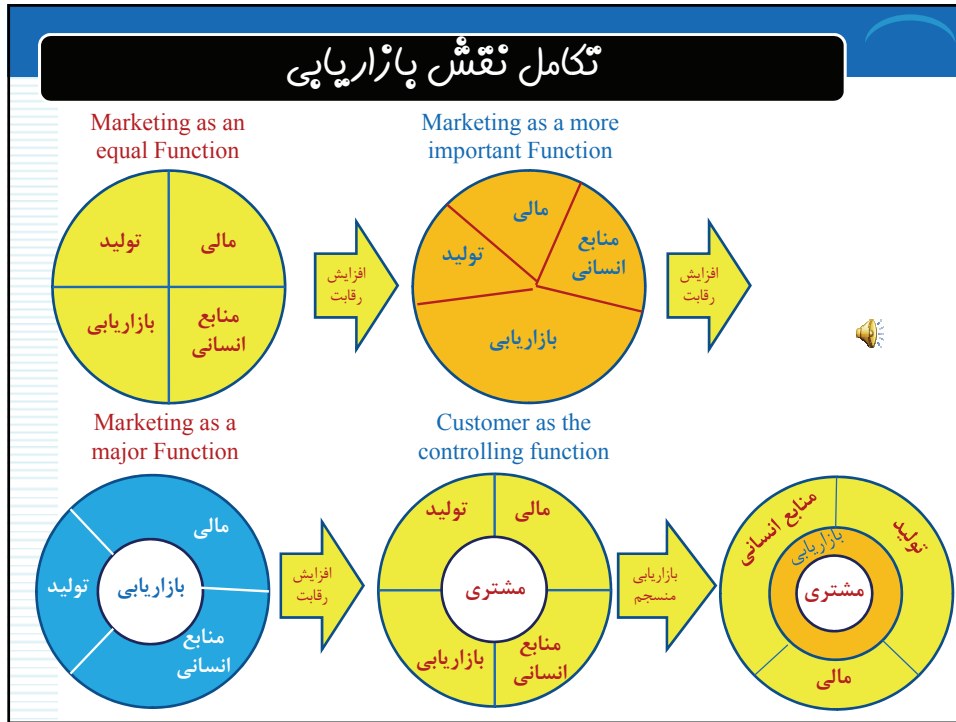 تکامل نقش بازاریابی
Marketing as an
equal Function
تولید
مالی
بازاریابی
منابع
انسانی
افزایش
رقابت
Marketing as a more
important Function
مالی
تولید
منابع
انسانی
بازاریابی
افزایش
رقابت
Marketing as a
major Function
مالی
تولید
بازاریابی
منابع
انسانی
افزایش
رقابت
Customer as the
controlling function
تولید
مالی
مشتری
بازاریابی
منابع
انسانی
بازاریابی
منسجم
منابع انسانی
تولید
بازاریابی
مشتری
مالی